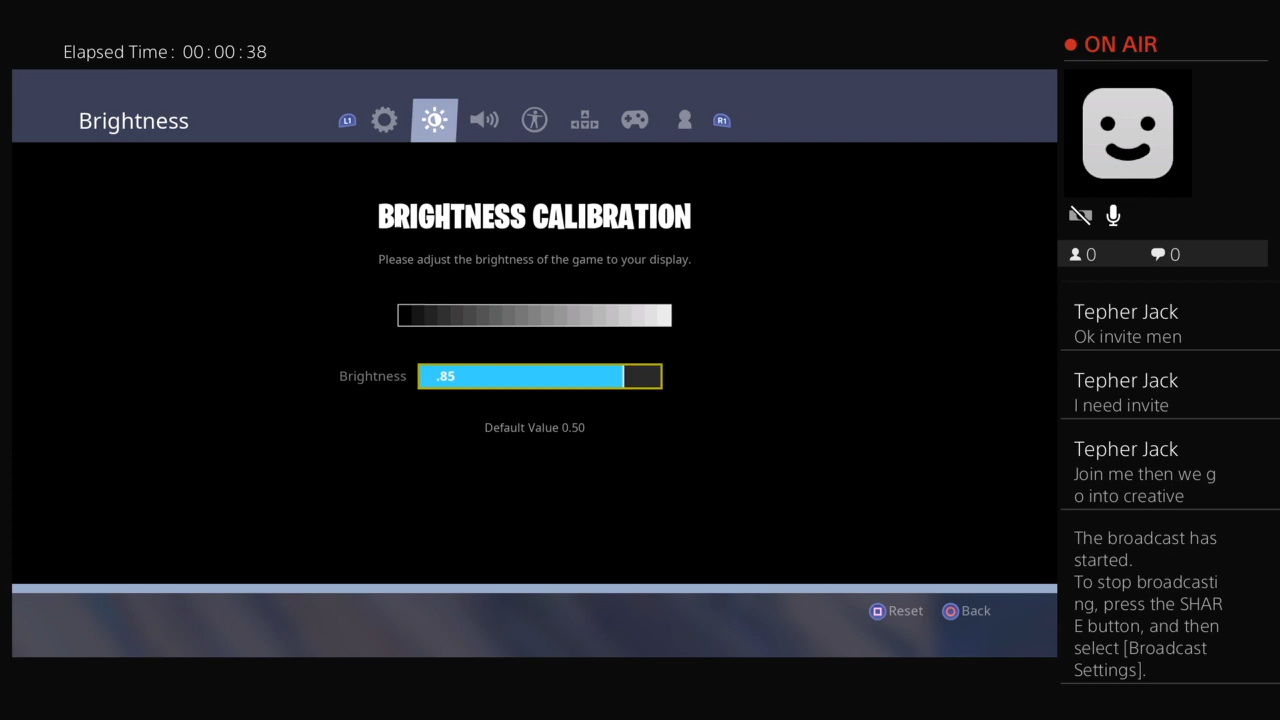 Elapsed Time: 00:00:38
ON AIR
Brightness
L1
R1
BRIGHTNESS CALIBRATION
Please adjust the brightness of the game to your display.
Brightness .85
Default Value 0.50
Reset Back
0 0
Tepher Jack
Ok invite men
Tepher Jack
I need invite
Tepher Jack
Join me then we g
o into creative
The broadcast has
started.
To stop broadcasti
ng, press the SHAR
E button, and then
select [Broadcast
Settings].